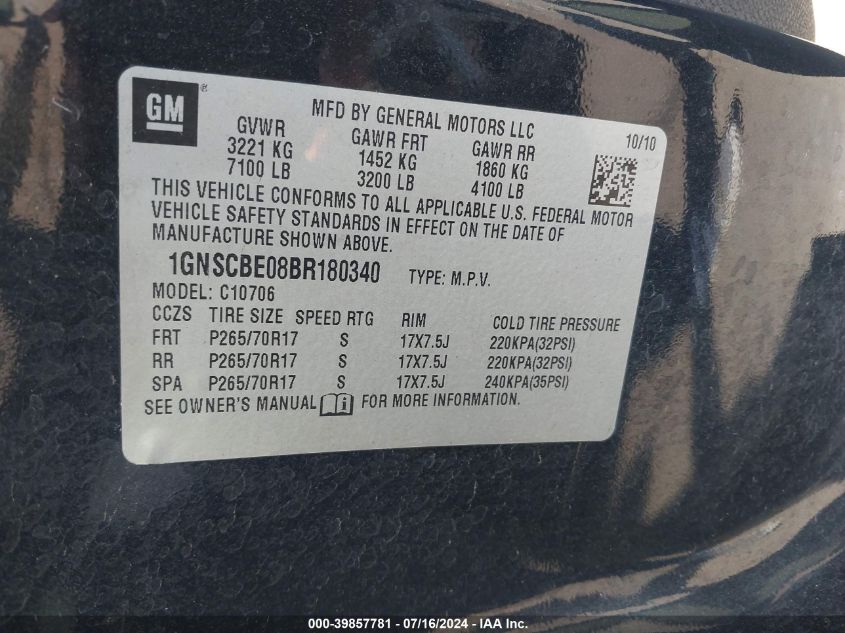 GM®
MFD BY GENERAL MOTORS LLC
10/10
GVWR GAWR FRT GAWR RR
3221 KG 1452 KG 1860 KG
7100 LB 3200 LB 4100 LB
THIS VEHICLE CONFORMS TO ALL APPLICABLE U.S. FEDERAL MOTOR
VEHICLE SAFETY STANDARDS IN EFFECT ON THE DATE OF
MANUFACTURE SHOWN ABOVE.
1GNSCBE08BR180340 TYPE: M.P.V.
MODEL: C10706
CCZS TIRE SIZE SPEED RTG RIM COLD TIRE PRESSURE
FRT P265/70R17 S 17X7.5J 220KPA(32PSI)
RR P265/70R17 S 17X7.5J 220KPA(32PSI)
SPA P265/70R17 S 17X7.5J 240KPA(35PSI)
SEE OWNER'S MANUAL FOR MORE INFORMATION.
000-39857781 - 07/16/2024 - © IAA, Inc.